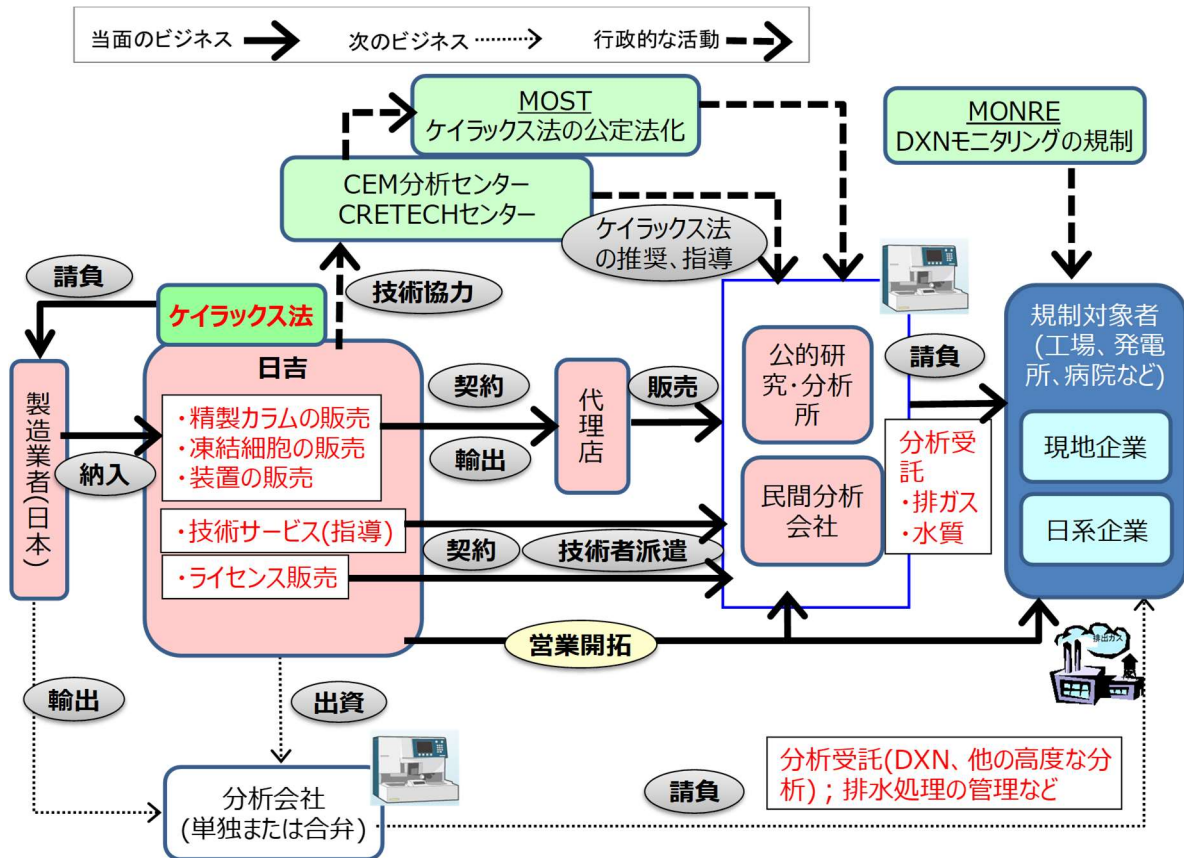 当面のビジネス
次のビジネス
行政的な活動
MOST
ケイラックス法の公定法化
MONRE
DXNモニタリングの規制
CEM分析センター
CRETECHセンター
ケイラックス法
の推奨、指導
請負
技術協力
ケイラックス法
日吉
製造業者(日本)
納入
・精製カラムの販売
・凍結細胞の販売
・装置の販売
・技術サービス(指導)
・ライセンス販売
契約
輸出
代理店
販売
契約
技術者派遣
公的研
究・分析
所
民間分析
会社
請負
分析受
託
・排ガス
・水質
規制対象者
(工場、発電
所、病院など)
現地企業
日系企業
営業開拓
排出ガス
輸出
出資
分析会社
(単独または合弁)
請負
分析受託(DXN、他の高度な分
析)；排水処理の管理など